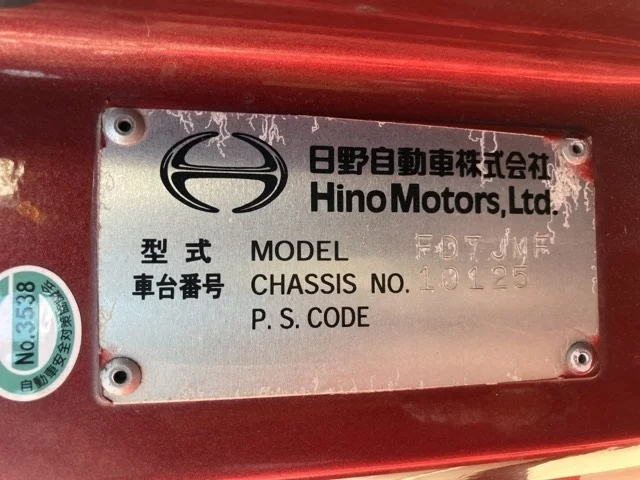 日野自動車株式会社
Hino Motors, Ltd.
型式 MODEL FD7JMF
車台番号 CHASSIS NO. 10125
P. S. CODE
No.3538